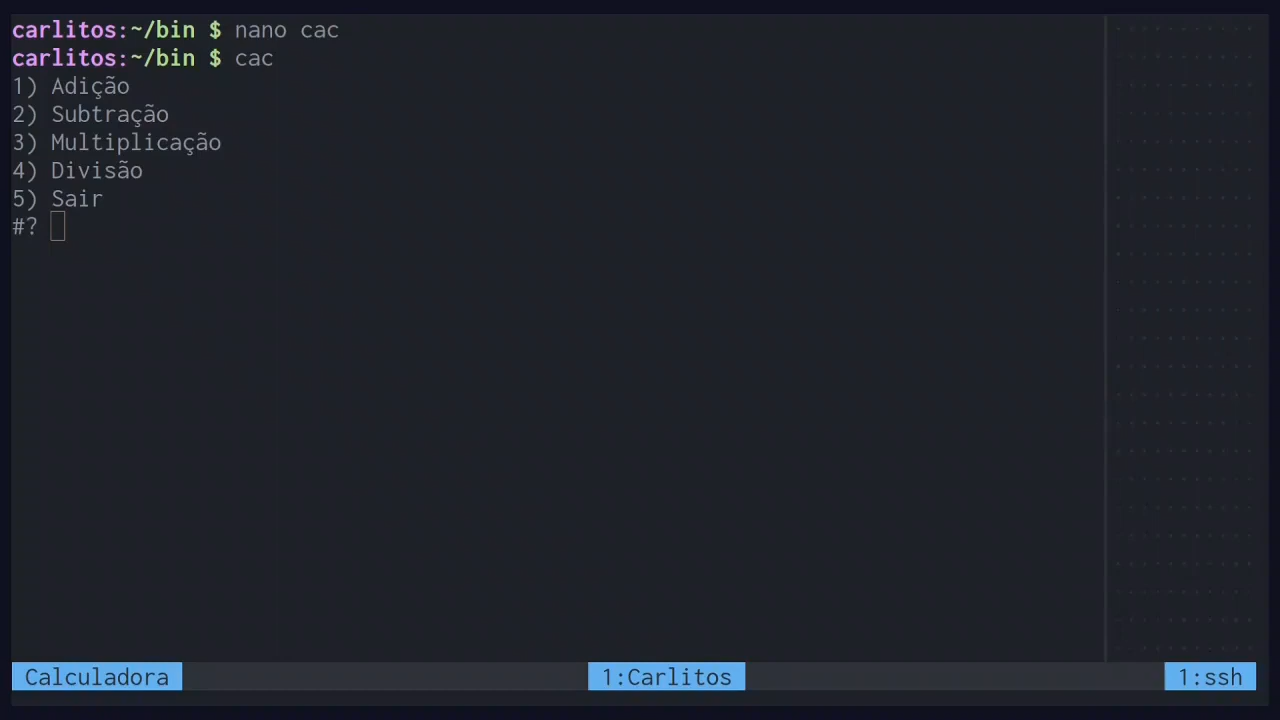 carlitos:~/bin $ nano cac
carlitos:~/bin $ cac
1) Adição
2) Subtração
3) Multiplicação
4) Divisão
5) Sair
#?
Calculadora 1:Carlitos 1:ssh